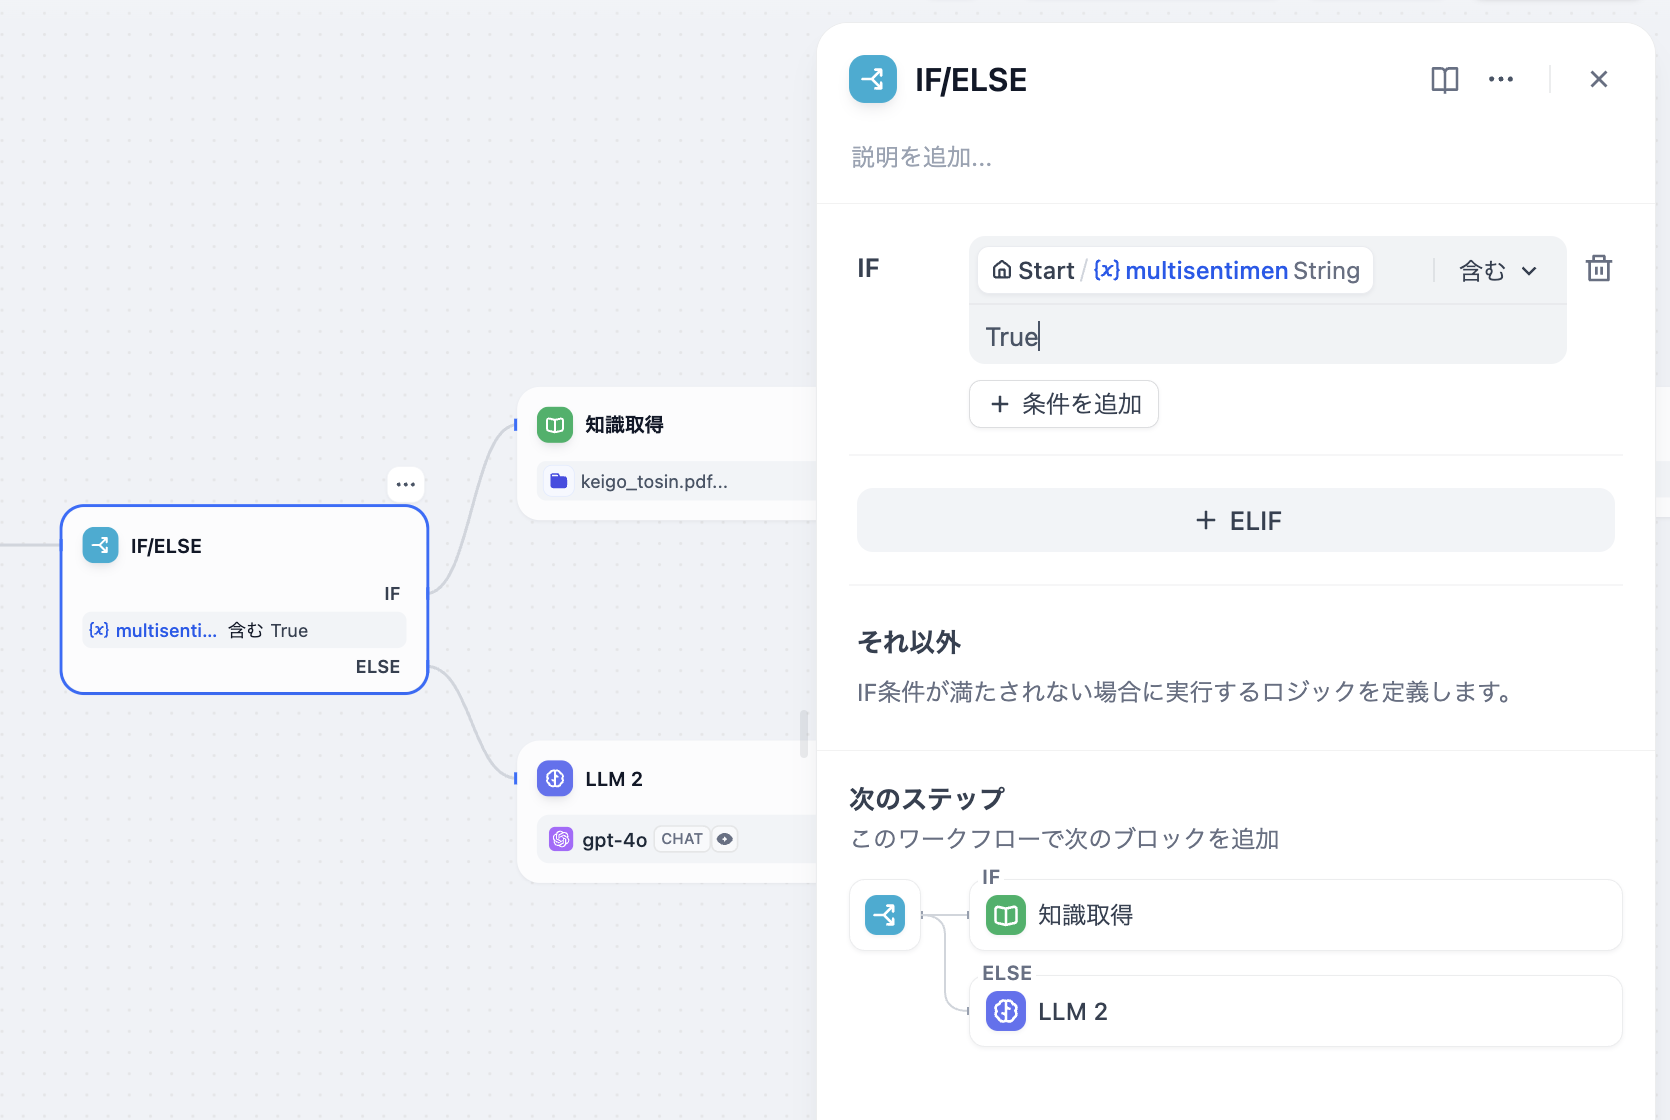 IF/ELSE
IF
{x} multisenti... 含む True
ELSE
知識取得
keigo_tosin.pdf...
LLM 2
gpt-4o CHAT
IF/ELSE
説明を追加...
IF
Start / {x} multisentimen String 含む
True
+ 条件を追加
+ ELIF
それ以外
IF条件が満たされない場合に実行するロジックを定義します。
次のステップ
このワークフローで次のブロックを追加
IF
知識取得
ELSE
LLM 2